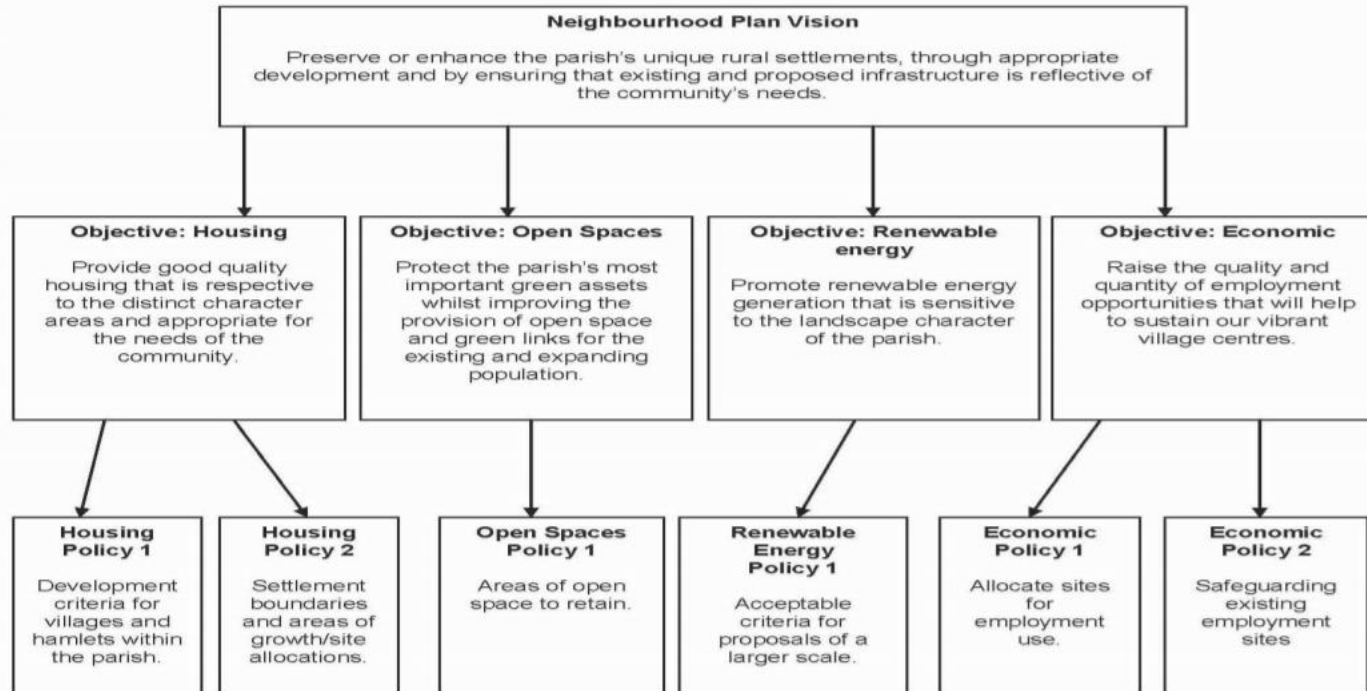 Neighbourhood Plan Vision
Preserve or enhance the parish's unique rural settlements, through appropriate
development and by ensuring that existing and proposed infrastructure is reflective of
the community's needs.
Objective: Housing
Provide good quality
housing that is respective
to the distinct character
areas and appropriate for
the needs of the
community.
Objective: Open Spaces
Protect the parish's most
important green assets
whilst improving the
provision of open space
and green links for the
existing and expanding
population.
Objective: Renewable
energy
Promote renewable energy
generation that is sensitive
to the landscape character
of the parish.
Objective: Economic
Raise the quality and
quantity of employment
opportunities that will help
to sustain our vibrant
village centres.
Housing
Policy 1
Development
criteria for
villages and
hamlets within
the parish.
Housing
Policy 2
Settlement
boundaries
and areas of
growth/site
allocations.
Open Spaces
Policy 1
Areas of open
space to retain.
Renewable
Energy
Policy 1
Acceptable
criteria for
proposals of a
larger scale.
Economic
Policy 1
Allocate sites
for
employment
use.
Economic
Policy 2
Safeguarding
existing
employment
sites